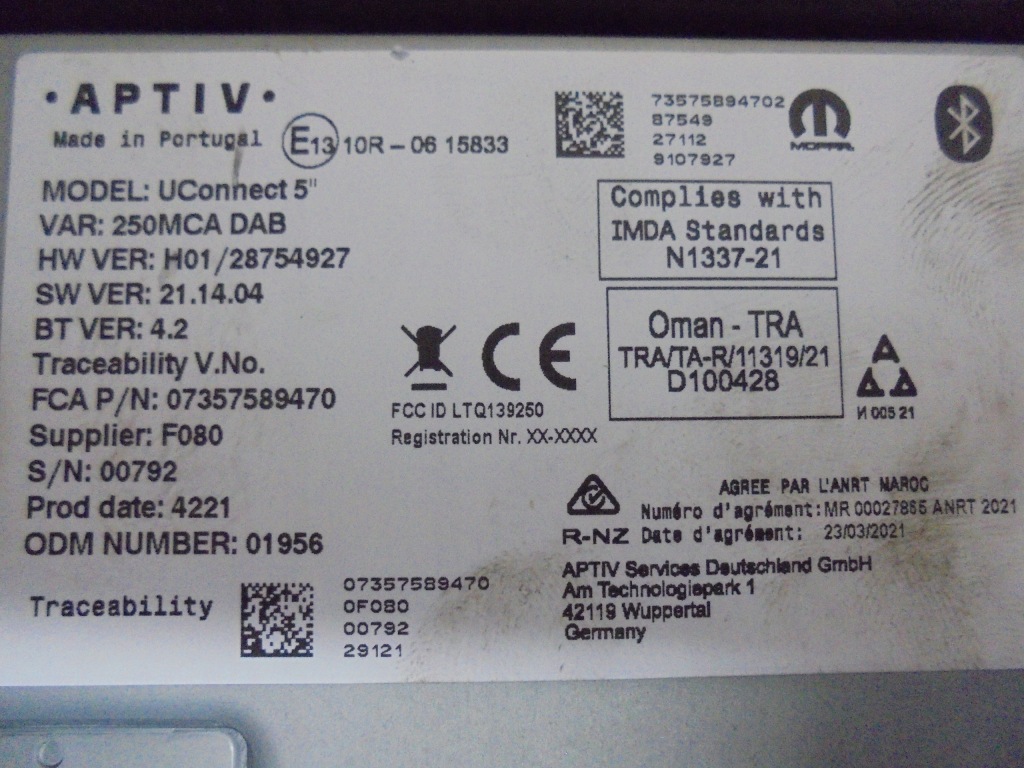 ·APTIV·
Made in Portugal
E13 10R – 06 15833
MODEL: UConnect 5"
VAR: 250MCA DAB
HW VER: H01/28754927
SW VER: 21.14.04
BT VER: 4.2
Traceability V.No.
FCA P/N: 07357589470
Supplier: F080
S/N: 00792
Prod date: 4221
ODM NUMBER: 01956
Traceability
07357589470
0F080
00792
29121
73575894702
87549
27112
9107927
MOPAR
Complies with
IMDA Standards
N1337-21
Oman - TRA
TRA/TA-R/11319/21
D100428
CE
FCC ID LTQ139250
Registration Nr. XX-XXXX
И 005 21
R-NZ
AGREE PAR L'ANRT MAROC
Numéro d'agrément: MR 00027865 ANRT 2021
Date d'agrément: 23/03/2021
APTIV Services Deutschland GmbH
Am Technologiepark 1
42119 Wuppertal
Germany